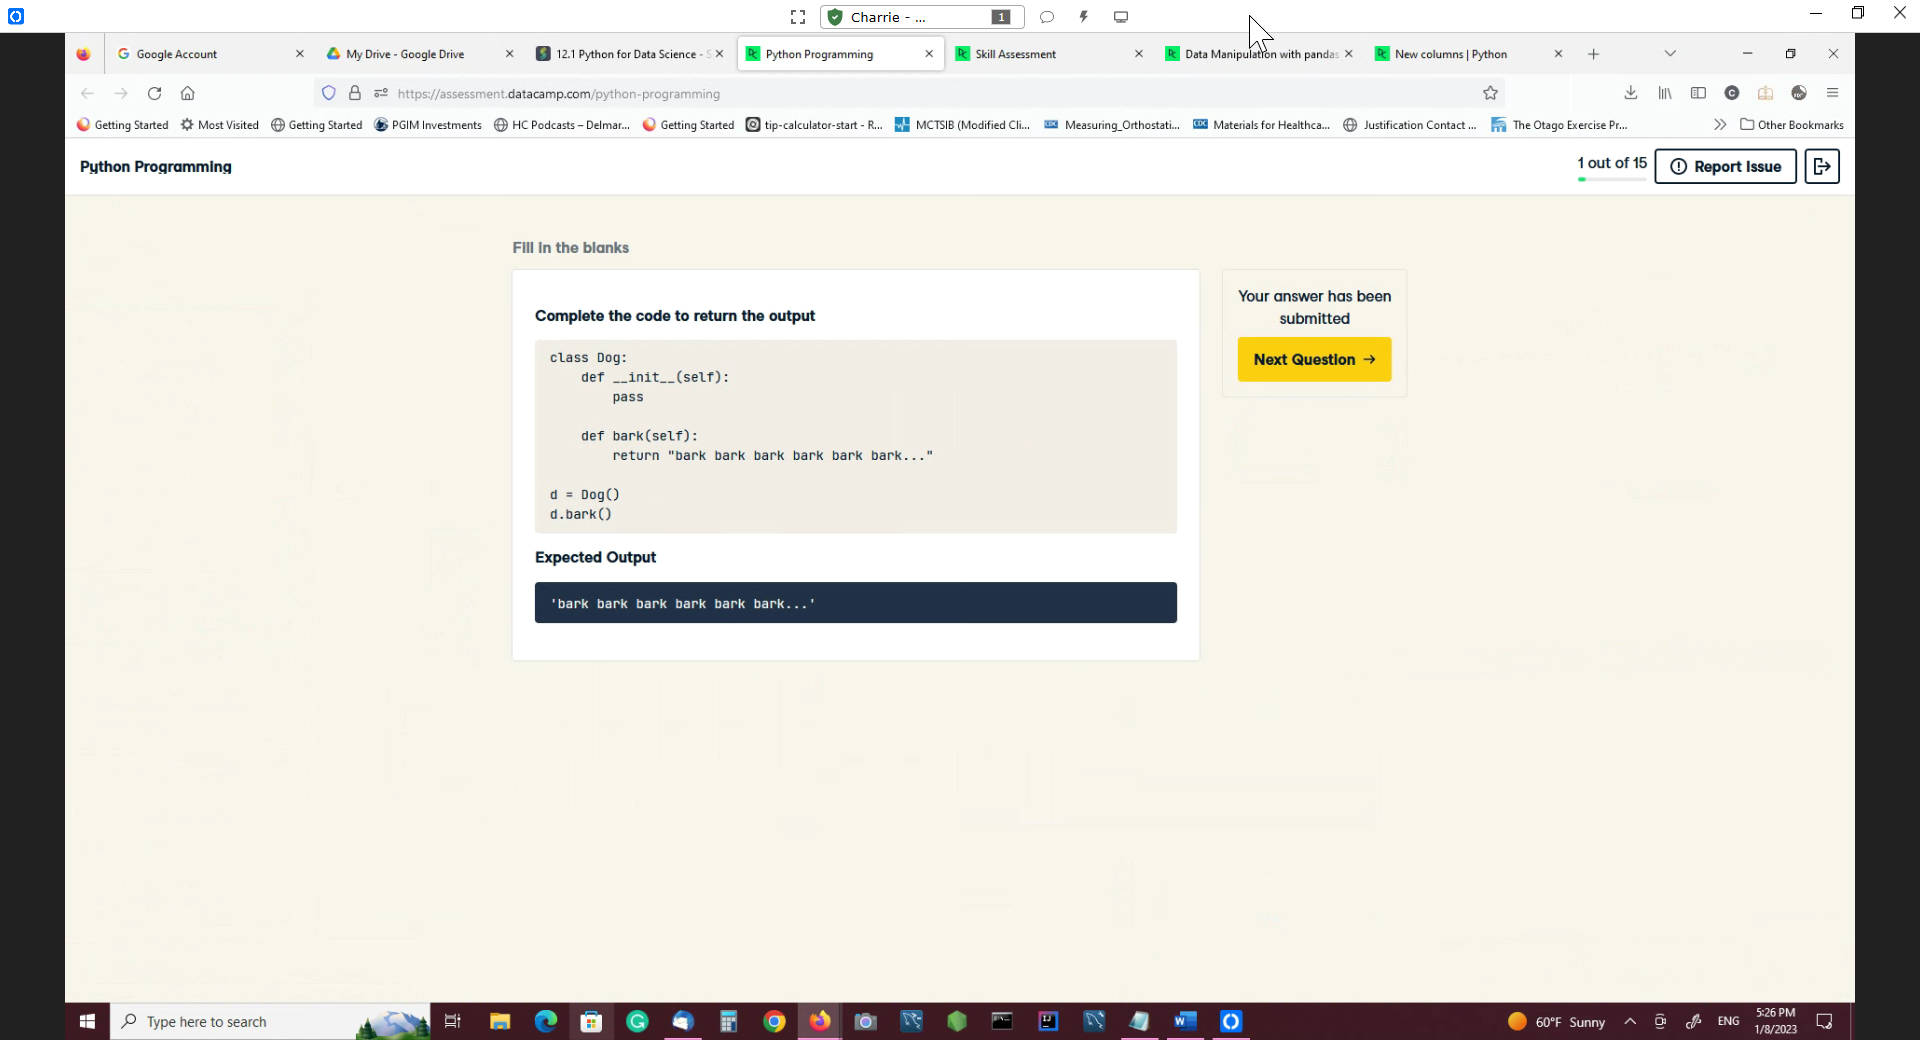 Charrie - ...
1
Google Account
My Drive - Google Drive
12.1 Python for Data Science - S
Python Programming
Skill Assessment
Data Manipulation with pandas
New columns | Python
https://assessment.datacamp.com/python-programming
Getting Started
Most Visited
Getting Started
PGIM Investments
HC Podcasts – Delmar...
Getting Started
tip-calculator-start - R...
MCTSIB (Modified Cli...
Measuring_Orthostati...
Materials for Healthca...
Justification Contact ...
The Otago Exercise Pr...
Other Bookmarks
Python Programming
1 out of 15
Report Issue
Fill in the blanks
Complete the code to return the output
class Dog:
def __init__(self):
pass
def bark(self):
return "bark bark bark bark bark bark..."
d = Dog()
d.bark()
Expected Output
'bark bark bark bark bark bark...'
Your answer has been
submitted
Next Question →
Type here to search
60°F Sunny
ENG
5:26 PM
1/8/2023